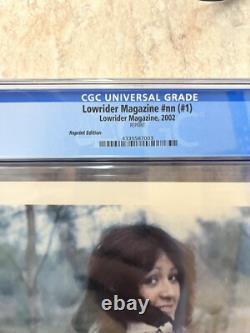 CGC UNIVERSAL GRADE
Lowrider Magazine #nn (#1)
Lowrider Magazine, 2002
REPRINT
Reprint Edition